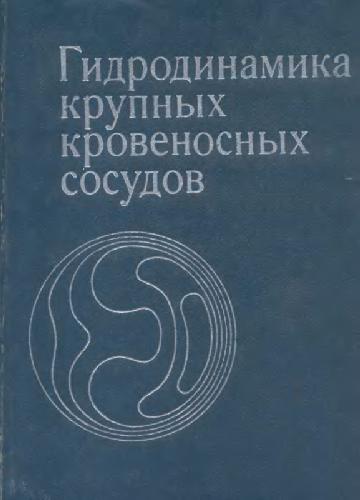 Гидродинамика
крупных
кровеносных
сосудов